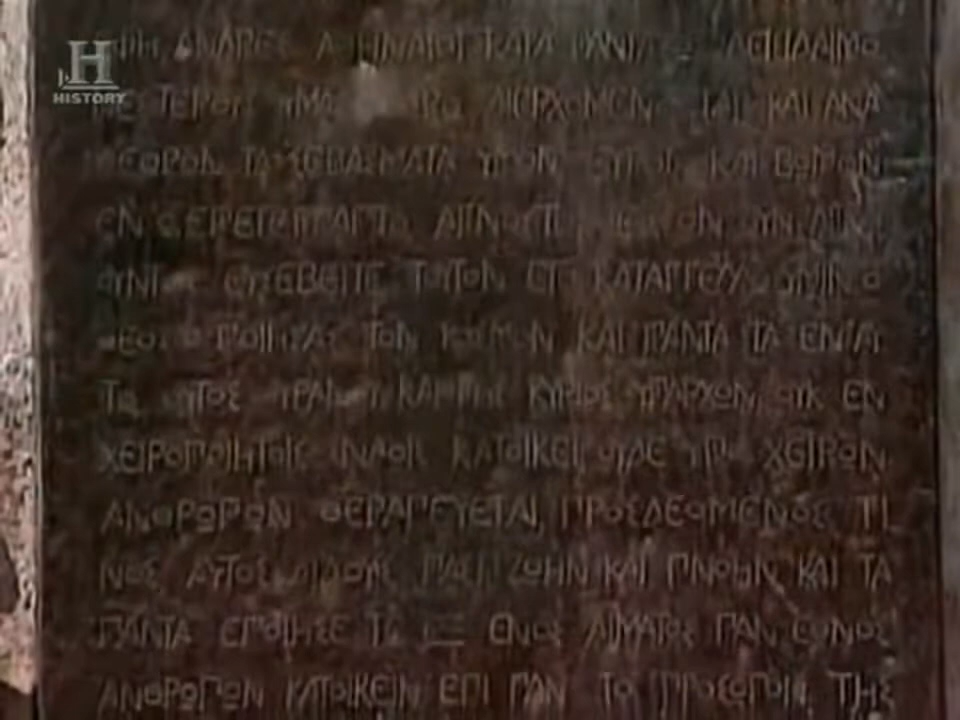 HISTORY
ΑΝΔΡΕΣ ΑΘΗΝΑΙΟΙ ΚΑΤΑ ΠΑΝΤΑ
ΔΙΕΡΧΟΜΕΝΟΣ ΚΑΙ ΑΝΑ
ΘΕΩΡΩΝ ΤΑ ΣΕΒΑΣΜΑΤΑ ΥΜΩΝ ΕΥΡΟΝ ΚΑΙ ΒΩΜΟΝ
ΕΝ
ΕΥΣΕΒΕΙΤΕ ΤΟΥΤΟΝ ΕΓΩ ΚΑΤΑΓΓΕΛΛΩ ΥΜΙΝ Ο
ΘΕΟΣ Ο ΠΟΙΗΣΑΣ ΤΟΝ ΚΟΣΜΟΝ ΚΑΙ ΠΑΝΤΑ ΤΑ ΕΝ ΑΥ
ΤΩ ΟΥΤΟΣ ΟΥΡΑΝΟΥ ΚΑΙ ΓΗΣ ΚΥΡΙΟΣ ΥΠΑΡΧΩΝ ΟΥΚ ΕΝ
ΧΕΙΡΟΠΟΙΗΤΟΙΣ ΝΑΟΙΣ ΚΑΤΟΙΚΕΙ ΟΥΔΕ ΥΠΟ ΧΕΙΡΩΝ
ΑΝΘΡΩΠΩΝ ΘΕΡΑΠΕΥΕΤΑΙ ΠΡΟΣΔΕΟΜΕΝΟΣ ΤΙ
ΝΟΣ ΑΥΤΟΣ ΔΙΔΟΥΣ ΠΑΣΙ ΖΩΗΝ ΚΑΙ ΠΝΟΗΝ ΚΑΙ ΤΑ
ΠΑΝΤΑ ΕΠΟΙΗΣΕ ΤΕ ΕΞ ΕΝΟΣ ΑΙΜΑΤΟΣ ΠΑΝ ΕΘΝΟΣ
ΑΝΘΡΩΠΩΝ ΚΑΤΟΙΚΕΙΝ ΕΠΙ ΠΑΝ ΤΟ ΠΡΟΣΩΠΟΝ ΤΗΣ